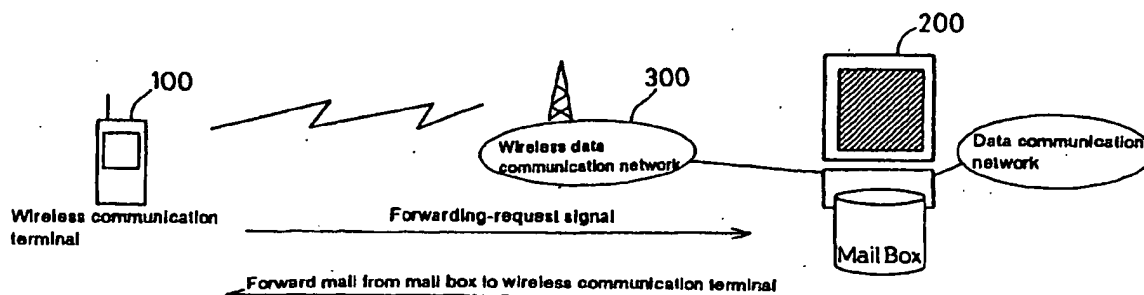 200
100
300
Wireless data
communication network
Data communication
network
Wireless communication
terminal
Forwarding-request signal
Mail Box
Forward mail from mail box to wireless communication terminal